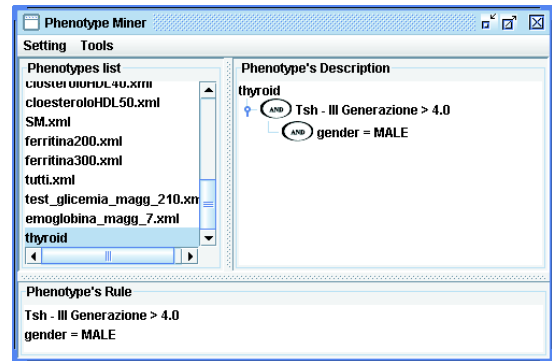 Phenotype Miner
Setting Tools
Phenotypes list
cloesteroloHDL40.xml
cloesteroloHDL50.xml
SM.xml
ferritina200.xml
ferritina300.xml
tutti.xml
test_glicemia_magg_210.xm
emoglobina_magg_7.xml
thyroid
Phenotype's Description
thyroid
AND Tsh - III Generazione > 4.0
AND gender = MALE
Phenotype's Rule
Tsh - III Generazione > 4.0
gender = MALE